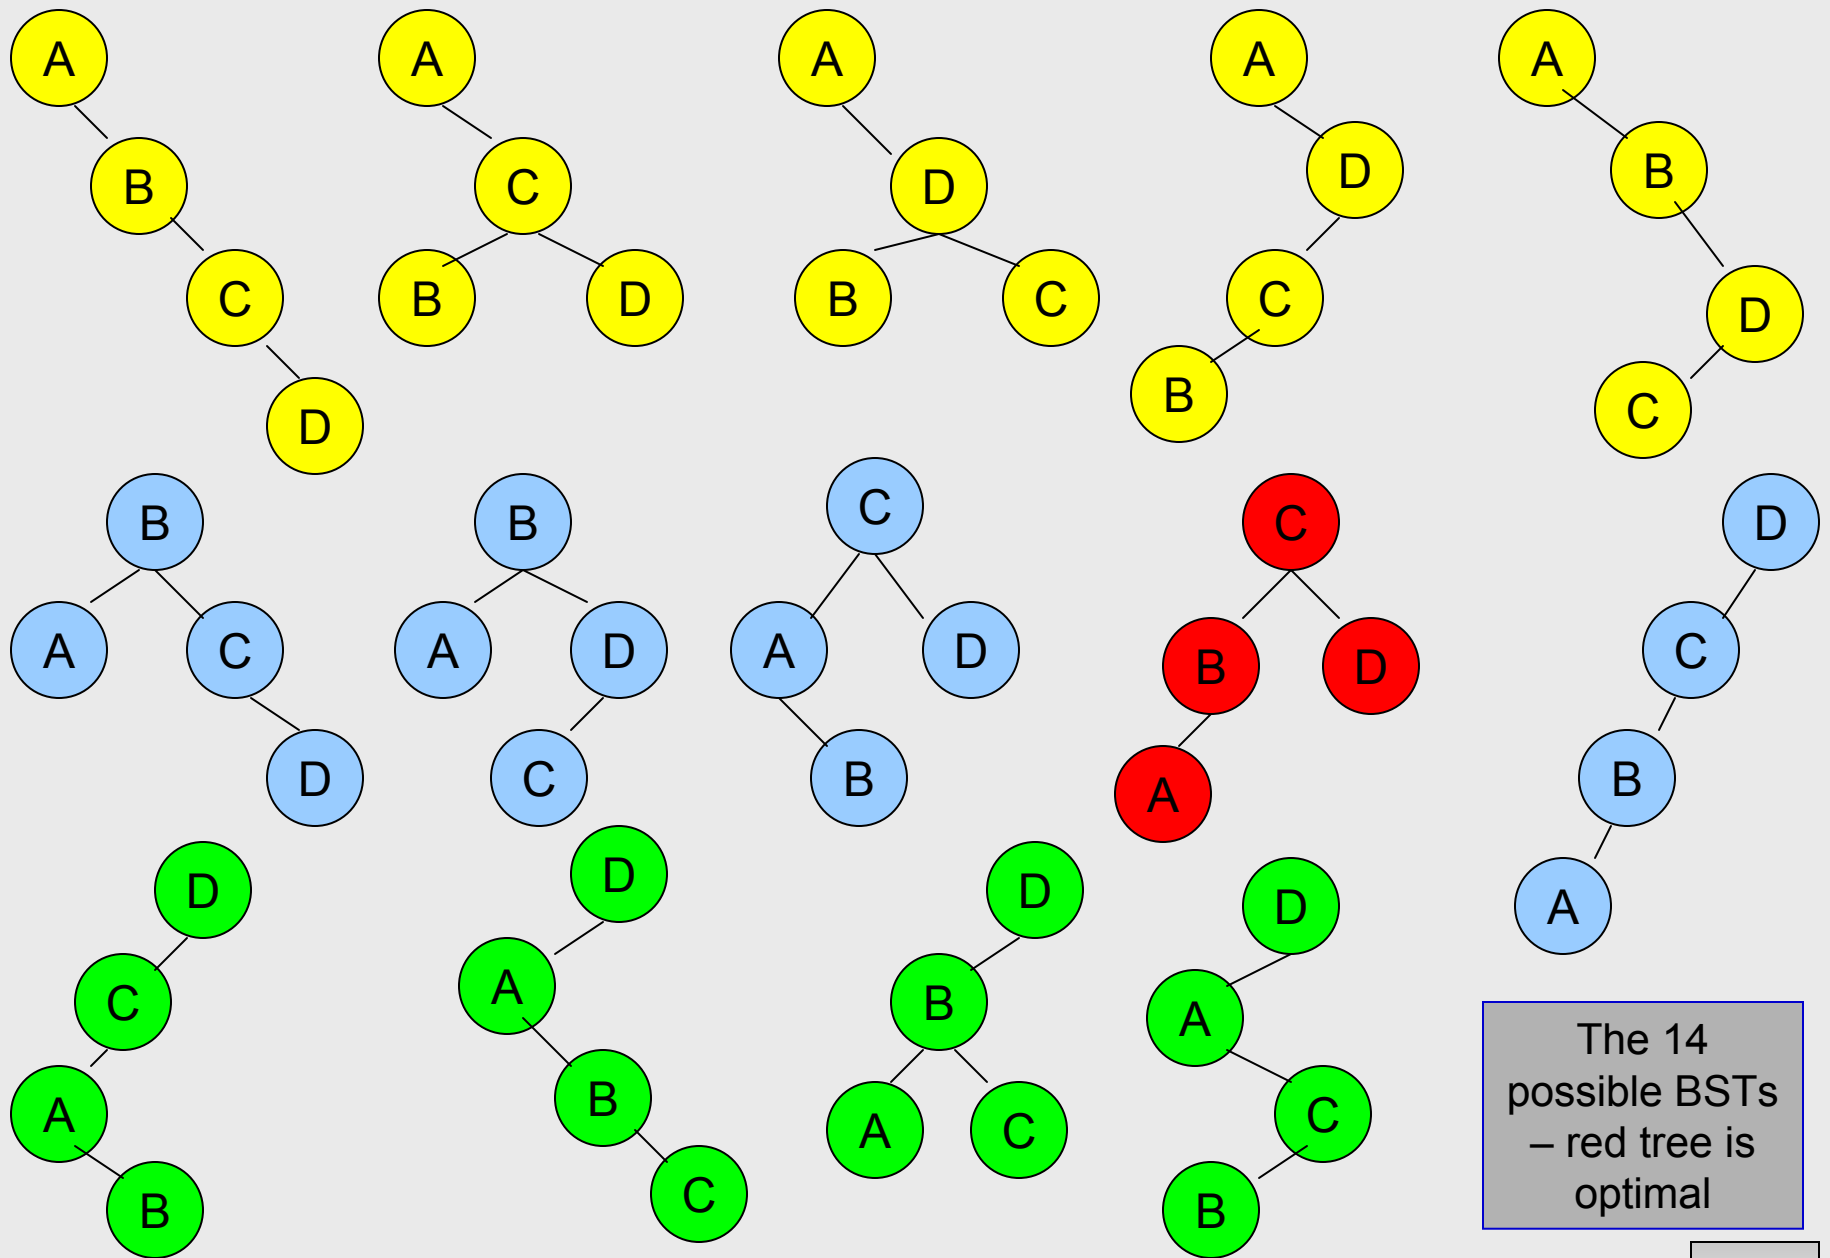 A A A A A
B C D D B
B D B C C D
C
B C
D
B B C C D
A C A D A D B D C
D C B A B
A
D D D D
C A B A
A B A C C
B C B
The 14
possible BSTs
– red tree is
optimal